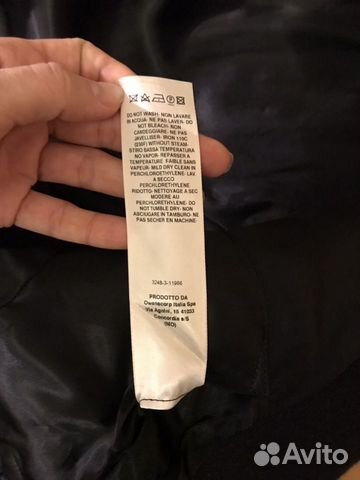 DO NOT WASH- NON LAVARE
IN ACQUA- NE PAS LAVER- DO
NOT BLEACH- NON
CANDEGGIARE- NE PAS
JAVELLISER- IRON 110C
(230F) WITHOUT STEAM-
STIRO BASSA TEMPERATURA
NO VAPOR- REPASSER A
TEMPERATURE FAIBLE SANS
VAPEUR- MILD DRY CLEAN IN
PERCHLOROETHYLENE- LAV.
A SECCO
PERCHLOROETHYLENE
RIDOTTO- NETTOYAGE A SEC
MODERE AU
PERCHLOROETHYLENE- DO
NOT TUMBLE DRY- NON
ASCIUGARE IN TAMBURO- NE
PAS SECHER EN MACHINE-
3248-3-11986
PRODOTTO DA
Owenscorp Italia Spa
Via Agnini, 15 41033
Concordia s/S
(MO)
Avito